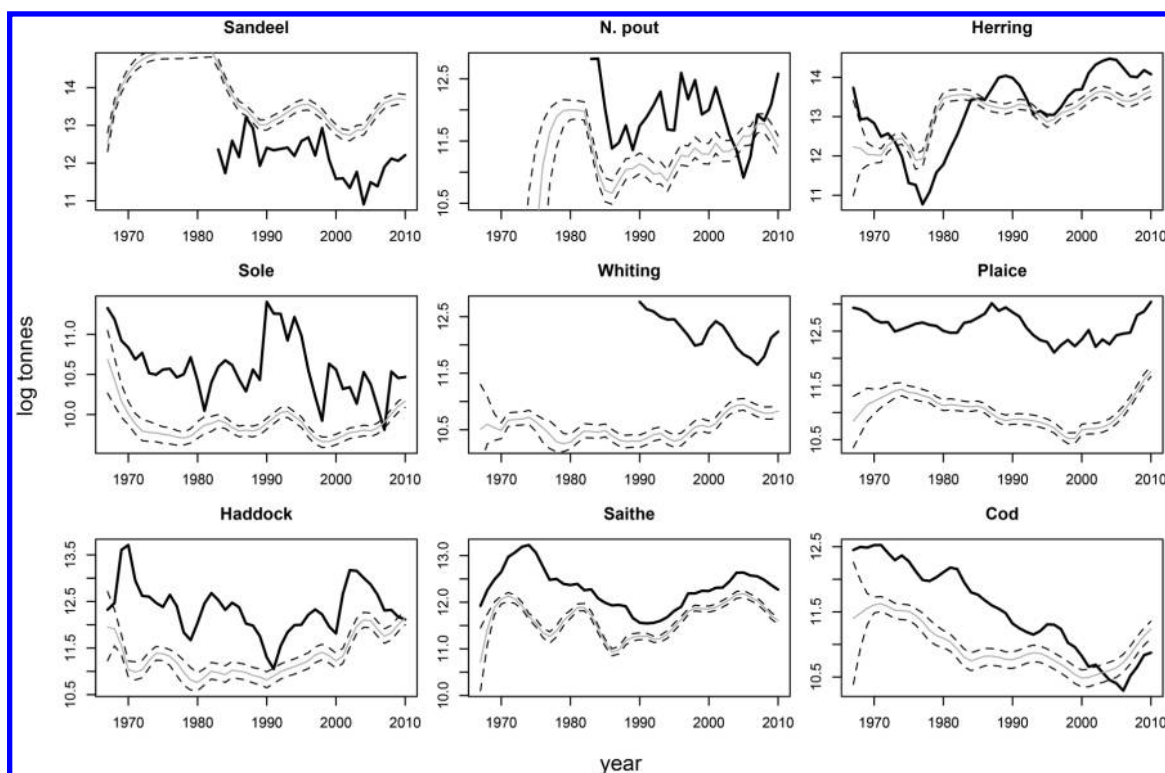 Sandeel
N. pout
Herring
11 12 13 14
10.5 11.5 12.5
11 12 13 14
1970 1980 1990 2000 2010
1970 1980 1990 2000 2010
1970 1980 1990 2000 2010
Sole
Whiting
Plaice
log tonnes
10.0 10.5 11.0
10.5 11.5 12.5
10.5 11.5 12.5
1970 1980 1990 2000 2010
1970 1980 1990 2000 2010
1970 1980 1990 2000 2010
Haddock
Saithe
Cod
10.5 11.5 12.5 13.5
10.0 11.0 12.0 13.0
10.5 11.5 12.5
1970 1980 1990 2000 2010
1970 1980 1990 2000 2010
1970 1980 1990 2000 2010
year